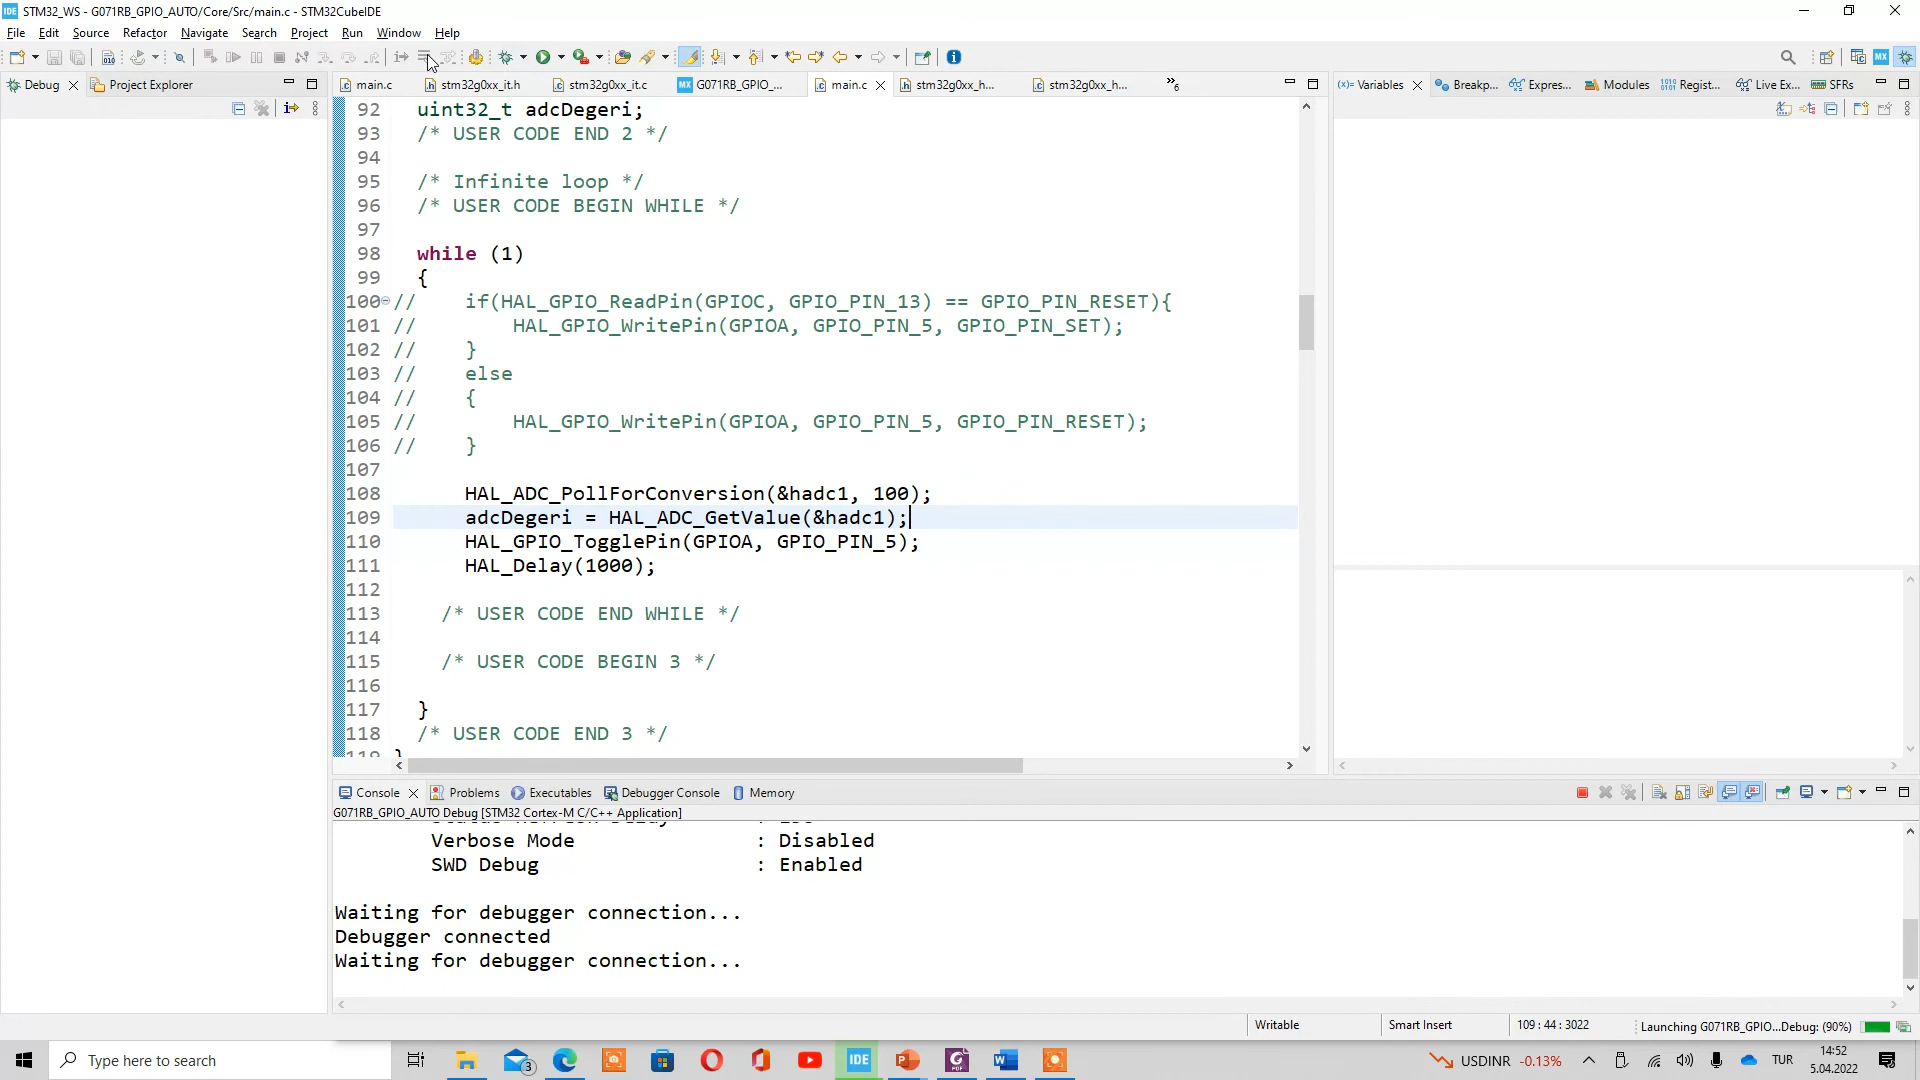 STM32_WS - G071RB_GPIO_AUTO/Core/Src/main.c - STM32CubeIDE
File Edit Source Refactor Navigate Search Project Run Window Help
Debug Project Explorer
main.c stm32g0xx_it.h stm32g0xx_it.c G071RB_GPIO_... main.c stm32g0xx_h... stm32g0xx_h... 6
(x)= Variables Breakp... Expres... Modules Regist... Live Ex... SFRs
92 uint32_t adcDegeri;
93 /* USER CODE END 2 */
94
95 /* Infinite loop */
96 /* USER CODE BEGIN WHILE */
97
98 while (1)
99 {
100 // if(HAL_GPIO_ReadPin(GPIOC, GPIO_PIN_13) == GPIO_PIN_RESET){
101 // HAL_GPIO_WritePin(GPIOA, GPIO_PIN_5, GPIO_PIN_SET);
102 // }
103 // else
104 // {
105 // HAL_GPIO_WritePin(GPIOA, GPIO_PIN_5, GPIO_PIN_RESET);
106 // }
107
108 HAL_ADC_PollForConversion(&hadc1, 100);
109 adcDegeri = HAL_ADC_GetValue(&hadc1);
110 HAL_GPIO_TogglePin(GPIOA, GPIO_PIN_5);
111 HAL_Delay(1000);
112
113 /* USER CODE END WHILE */
114
115 /* USER CODE BEGIN 3 */
116
117 }
118 /* USER CODE END 3 */
119 }
Console Problems Executables Debugger Console Memory
G071RB_GPIO_AUTO Debug [STM32 Cortex-M C/C++ Application]
Verbose Mode : Disabled
SWD Debug : Enabled
Waiting for debugger connection...
Debugger connected
Waiting for debugger connection...
Writable Smart Insert 109 : 44 : 3022 Launching G071RB_GPIO...Debug: (90%)
Type here to search
3
IDE
USDINR -0.13%
TUR
14:52
5.04.2022